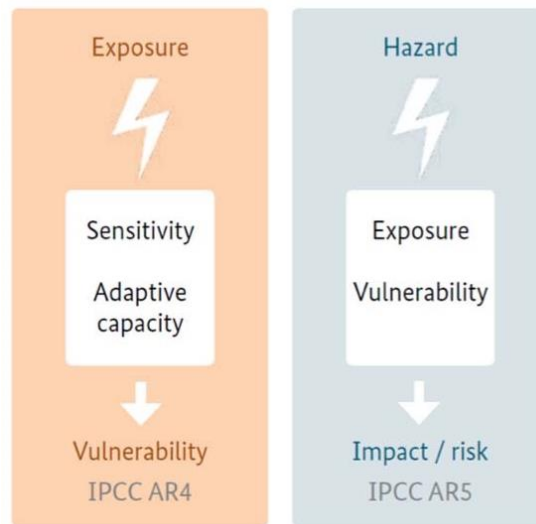 Exposure
Sensitivity
Adaptive
capacity
Vulnerability
IPCC AR4
Hazard
Exposure
Vulnerability
Impact / risk
IPCC AR5